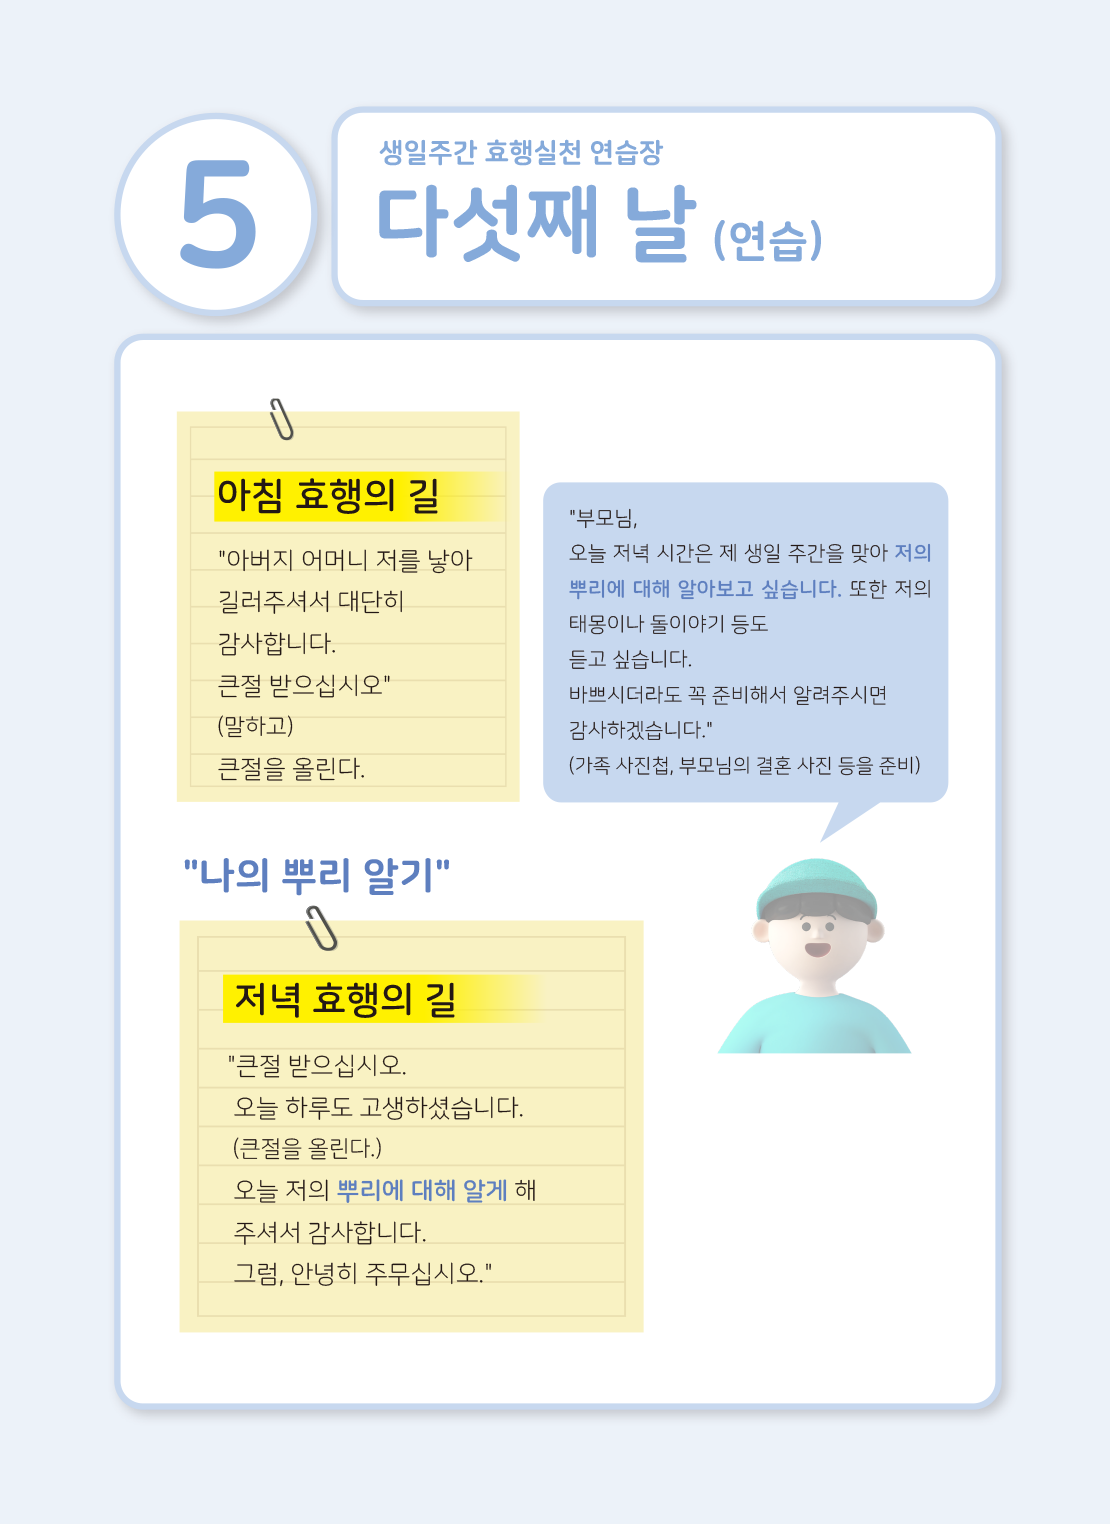 5
생일주간 효행실천 연습장
다섯째 날 (연습)
아침 효행의 길
"아버지 어머니 저를 낳아
길러주셔서 대단히
감사합니다.
큰절 받으십시오"
(말하고)
큰절을 올린다.
"부모님,
오늘 저녁 시간은 제 생일 주간을 맞아 저의
뿌리에 대해 알아보고 싶습니다. 또한 저의
태몽이나 돌이야기 등도
듣고 싶습니다.
바쁘시더라도 꼭 준비해서 알려주시면
감사하겠습니다."
(가족 사진첩, 부모님의 결혼 사진 등을 준비)
"나의 뿌리 알기"
저녁 효행의 길
"큰절 받으십시오.
오늘 하루도 고생하셨습니다.
(큰절을 올린다.)
오늘 저의 뿌리에 대해 알게 해
주셔서 감사합니다.
그럼, 안녕히 주무십시오."